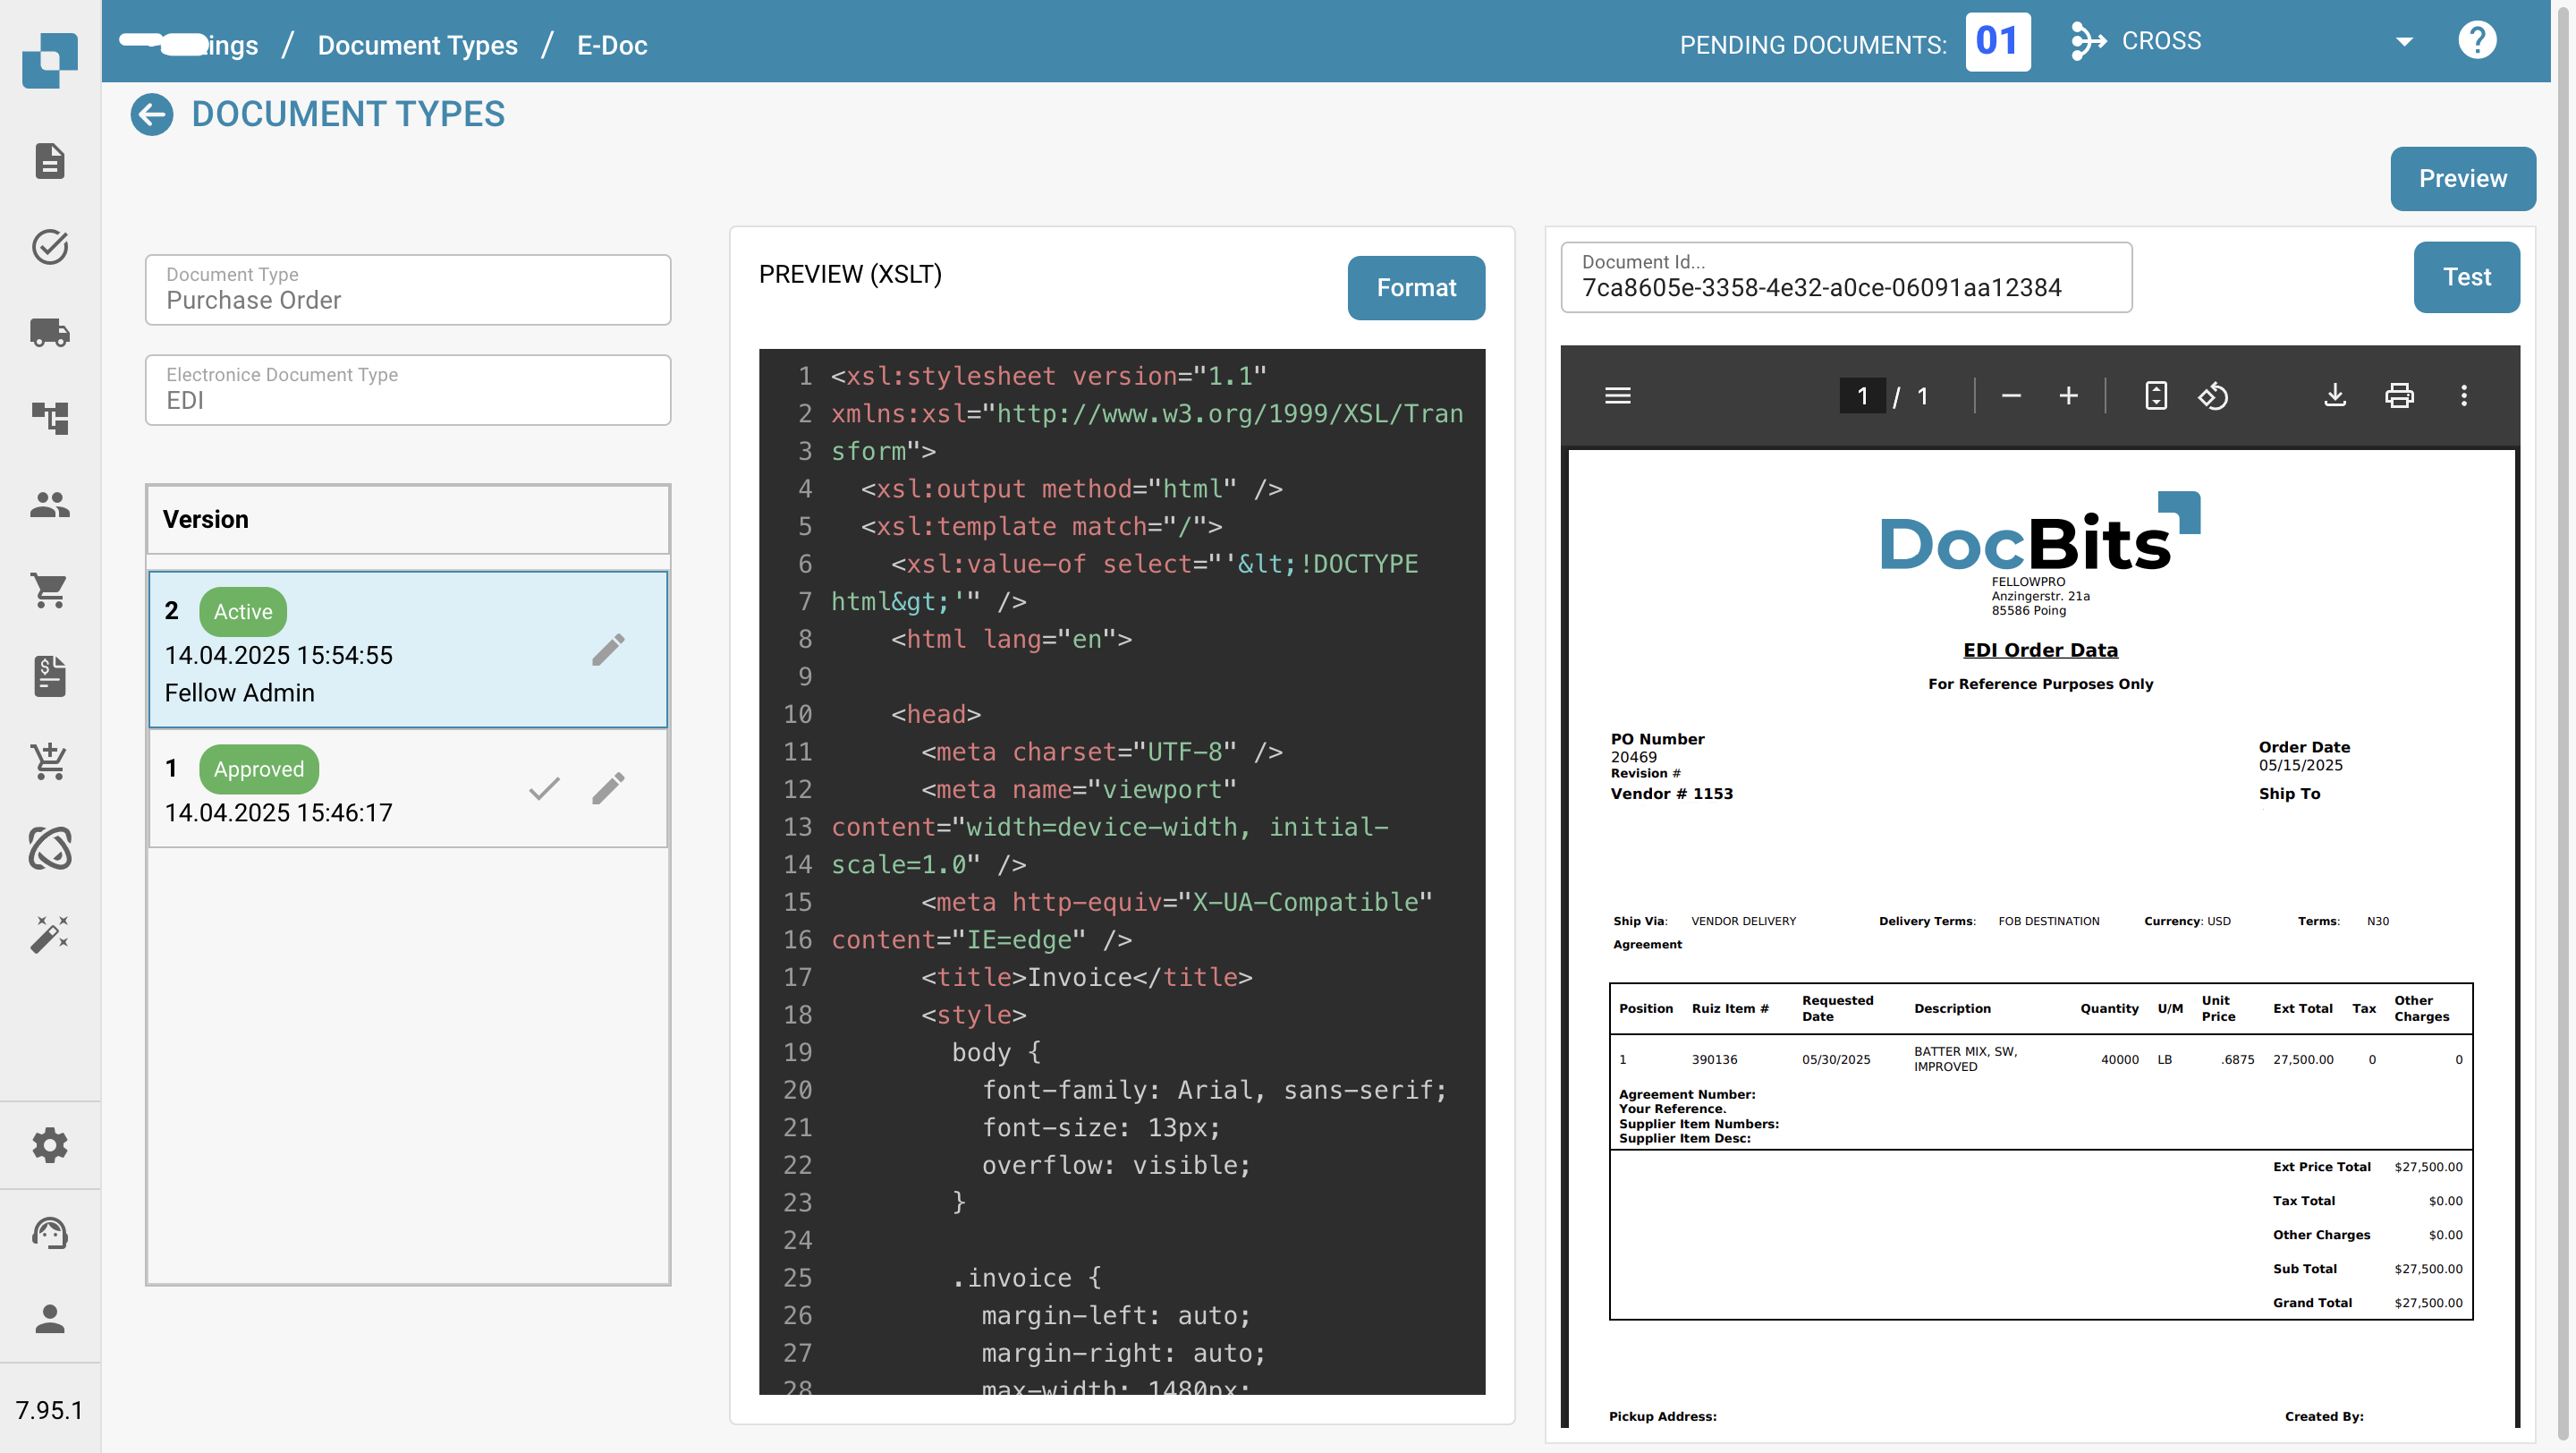 ings / Document Types / E-Doc
PENDING DOCUMENTS: 01 CROSS ?
DOCUMENT TYPES
Preview
Document Type
Purchase Order
Electronice Document Type
EDI
Version
2 Active
14.04.2025 15:54:55
Fellow Admin
1 Approved
14.04.2025 15:46:17
7.95.1
PREVIEW (XSLT)
Format
1 <xsl:stylesheet version="1.1"
2 xmlns:xsl="http://www.w3.org/1999/XSL/Tran
3 sform">
4 <xsl:output method="html" />
5 <xsl:template match="/">
6 <xsl:value-of select="'&lt;!DOCTYPE
7 html&gt;'" />
8 <html lang="en">
9
10 <head>
11 <meta charset="UTF-8" />
12 <meta name="viewport"
13 content="width=device-width, initial-
14 scale=1.0" />
15 <meta http-equiv="X-UA-Compatible"
16 content="IE=edge" />
17 <title>Invoice</title>
18 <style>
19 body {
20 font-family: Arial, sans-serif;
21 font-size: 13px;
22 overflow: visible;
23 }
24
25 .invoice {
26 margin-left: auto;
27 margin-right: auto;
28 max-width: 1480px;
Document Id...
7ca8605e-3358-4e32-a0ce-06091aa12384
Test
1 / 1
DocBits
FELLOWPRO
Anzingerstr. 21a
85586 Poing
EDI Order Data
For Reference Purposes Only
PO Number
20469
Revision #
Vendor # 1153
Order Date
05/15/2025
Ship To
Ship Via: VENDOR DELIVERY Delivery Terms: FOB DESTINATION Currency: USD Terms: N30
Agreement
Position Ruiz Item # Requested Date Description Quantity U/M Unit Price Ext Total Tax Other Charges
1 390136 05/30/2025 BATTER MIX, SW, IMPROVED 40000 LB .6875 27,500.00 0 0
Agreement Number:
Your Reference.
Supplier Item Numbers:
Supplier Item Desc:
Ext Price Total $27,500.00
Tax Total $0.00
Other Charges $0.00
Sub Total $27,500.00
Grand Total $27,500.00
Pickup Address: Created By: